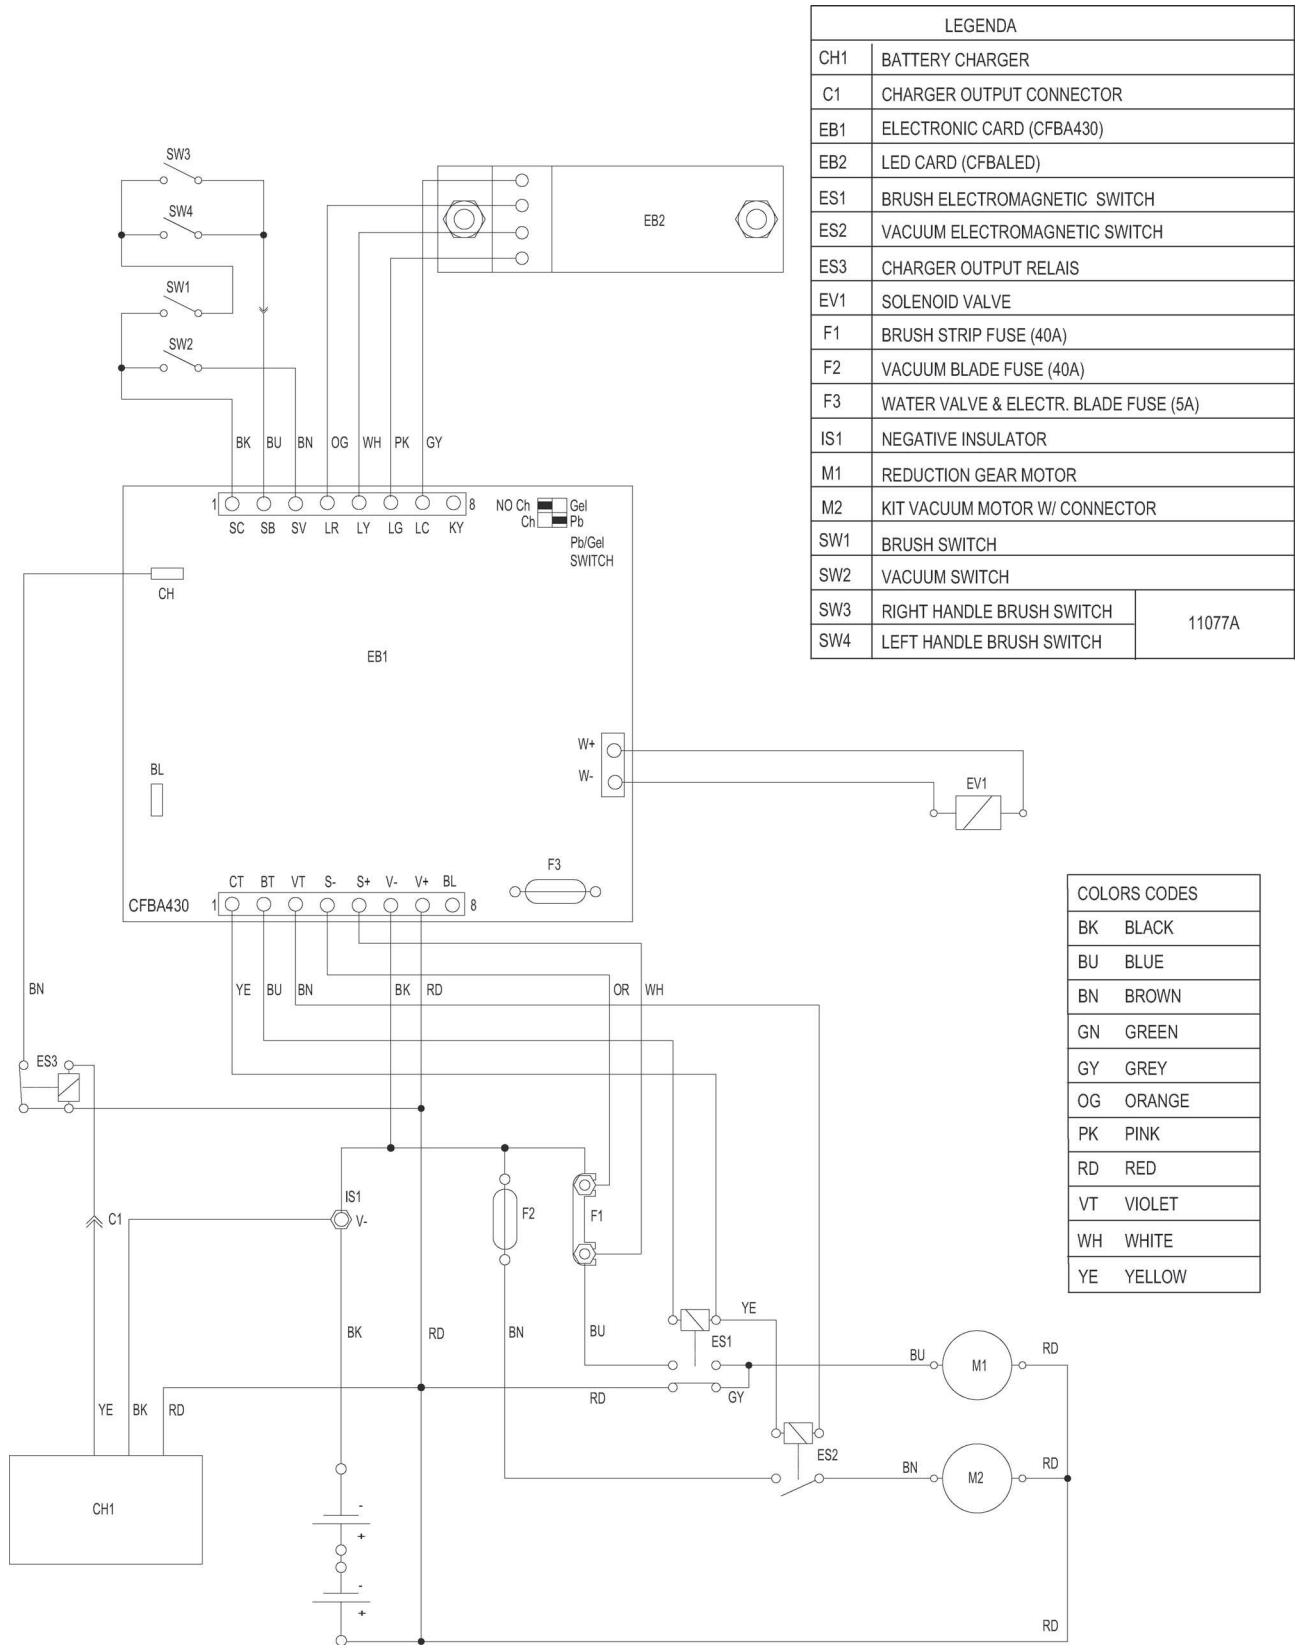 LEGENDA
CH1 BATTERY CHARGER
C1 CHARGER OUTPUT CONNECTOR
EB1 ELECTRONIC CARD (CFBA430)
EB2 LED CARD (CFBALED)
ES1 BRUSH ELECTROMAGNETIC SWITCH
ES2 VACUUM ELECTROMAGNETIC SWITCH
ES3 CHARGER OUTPUT RELAIS
EV1 SOLENOID VALVE
F1 BRUSH STRIP FUSE (40A)
F2 VACUUM BLADE FUSE (40A)
F3 WATER VALVE & ELECTR. BLADE FUSE (5A)
IS1 NEGATIVE INSULATOR
M1 REDUCTION GEAR MOTOR
M2 KIT VACUUM MOTOR W/ CONNECTOR
SW1 BRUSH SWITCH
SW2 VACUUM SWITCH
SW3 RIGHT HANDLE BRUSH SWITCH
SW4 LEFT HANDLE BRUSH SWITCH
11077A
SW3
SW4
SW1
SW2
EB2
BK BU BN OG WH PK GY
1 8
SC SB SV LR LY LG LC KY
NO Ch Gel
Ch Pb
Pb/Gel
SWITCH
CH
EB1
W+
W-
EV1
BL
F3
CT BT VT S- S+ V- V+ BL
CFBA430 1 8
COLORS CODES
BK BLACK
BU BLUE
BN BROWN
GN GREEN
GY GREY
OG ORANGE
PK PINK
RD RED
VT VIOLET
WH WHITE
YE YELLOW
BN
YE BU BN BK RD OR WH
ES3
IS1
V-
C1
F2
F1
YE
ES1
BK RD BN BU
BU M1 RD
RD GY
YE BK RD
ES2
BN M2 RD
CH1
-
+
-
+
RD